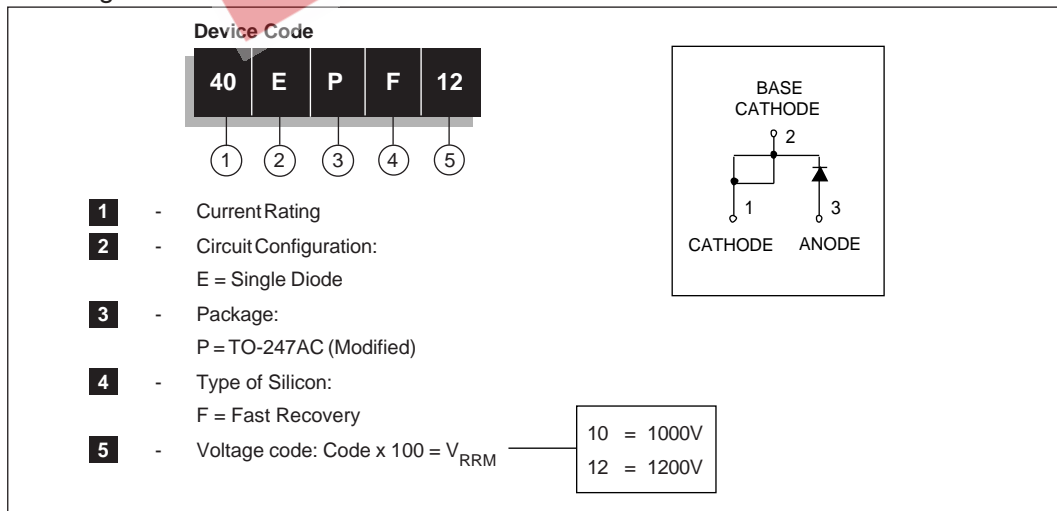 Device Code
40 E P F 12
1 2 3 4 5
1 - Current Rating
2 - Circuit Configuration:
E = Single Diode
3 - Package:
P = TO-247AC (Modified)
4 - Type of Silicon:
F = Fast Recovery
5 - Voltage code: Code x 100 = VRRM
10 = 1000V
12 = 1200V
BASE
CATHODE
2
1 3
CATHODE ANODE